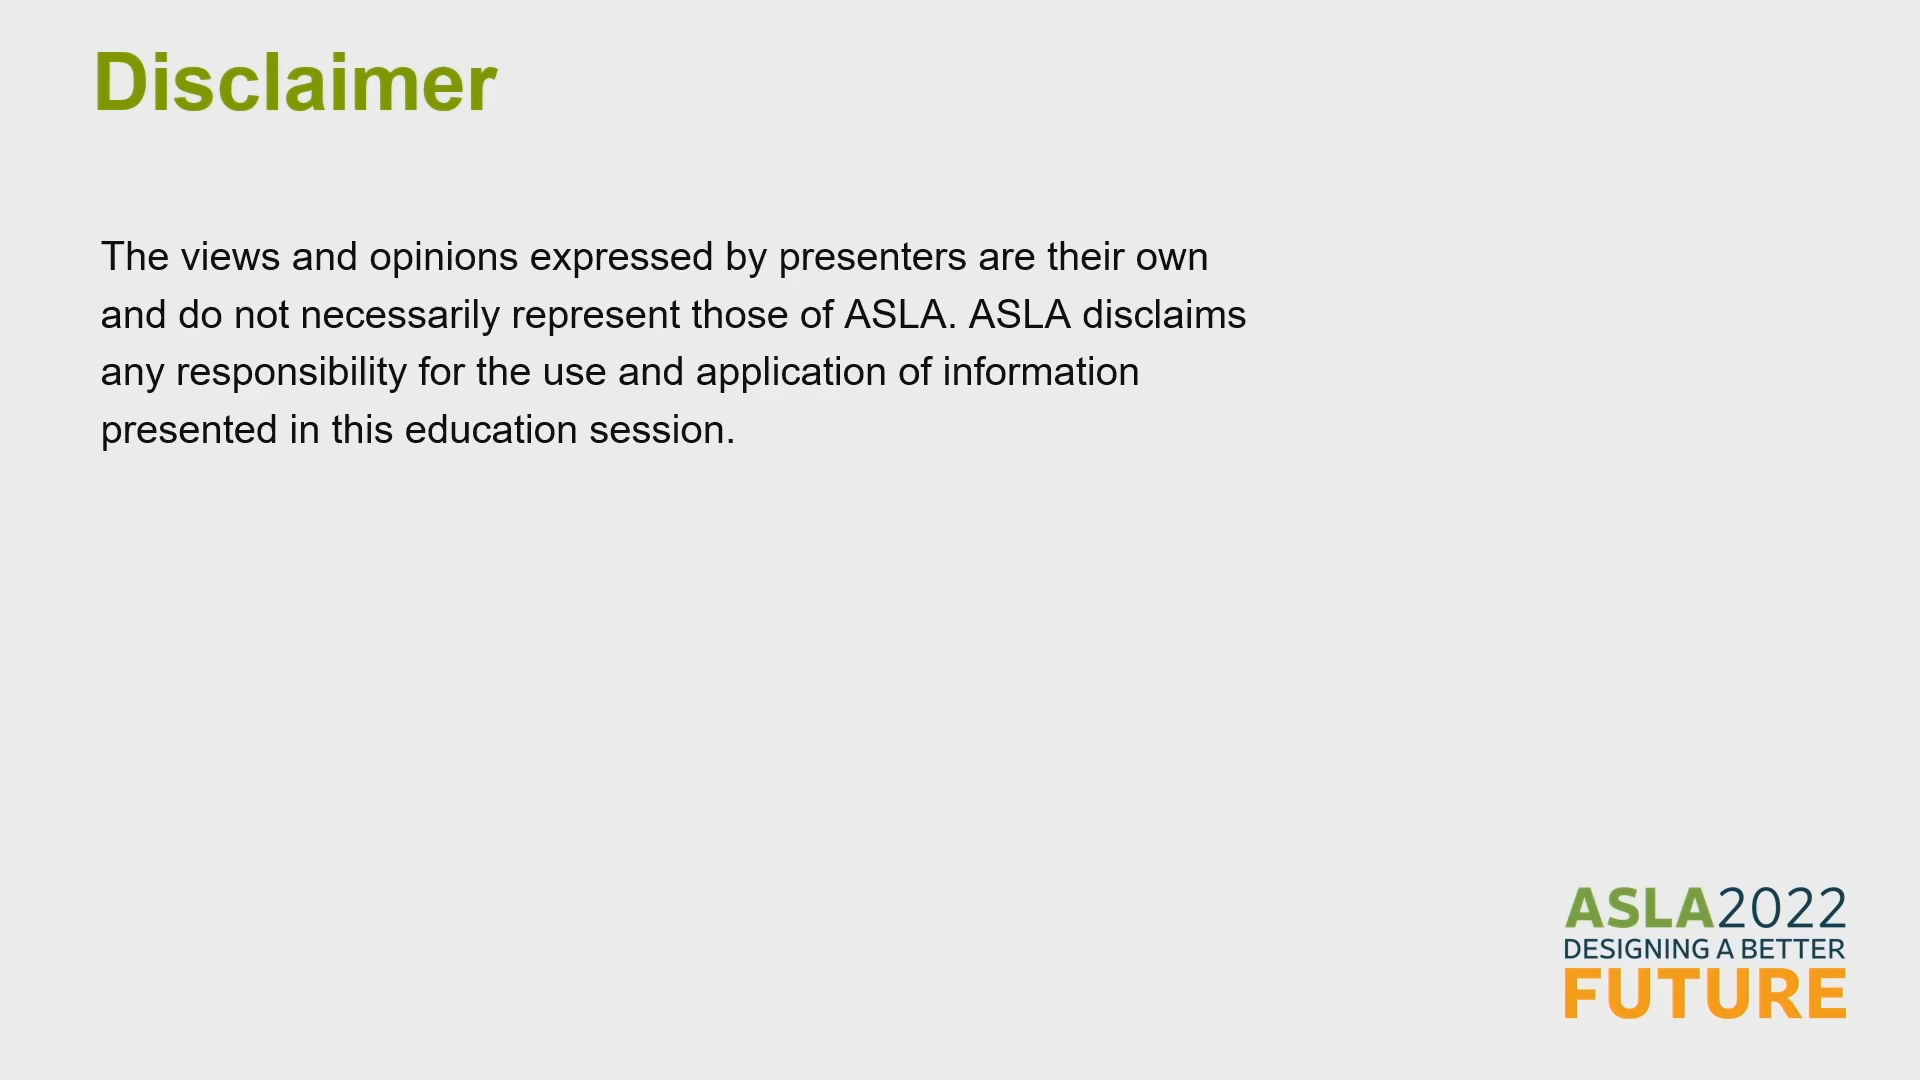 Disclaimer
The views and opinions expressed by presenters are their own
and do not necessarily represent those of ASLA. ASLA disclaims
any responsibility for the use and application of information
presented in this education session.
ASLA2022
DESIGNING A BETTER
FUTURE